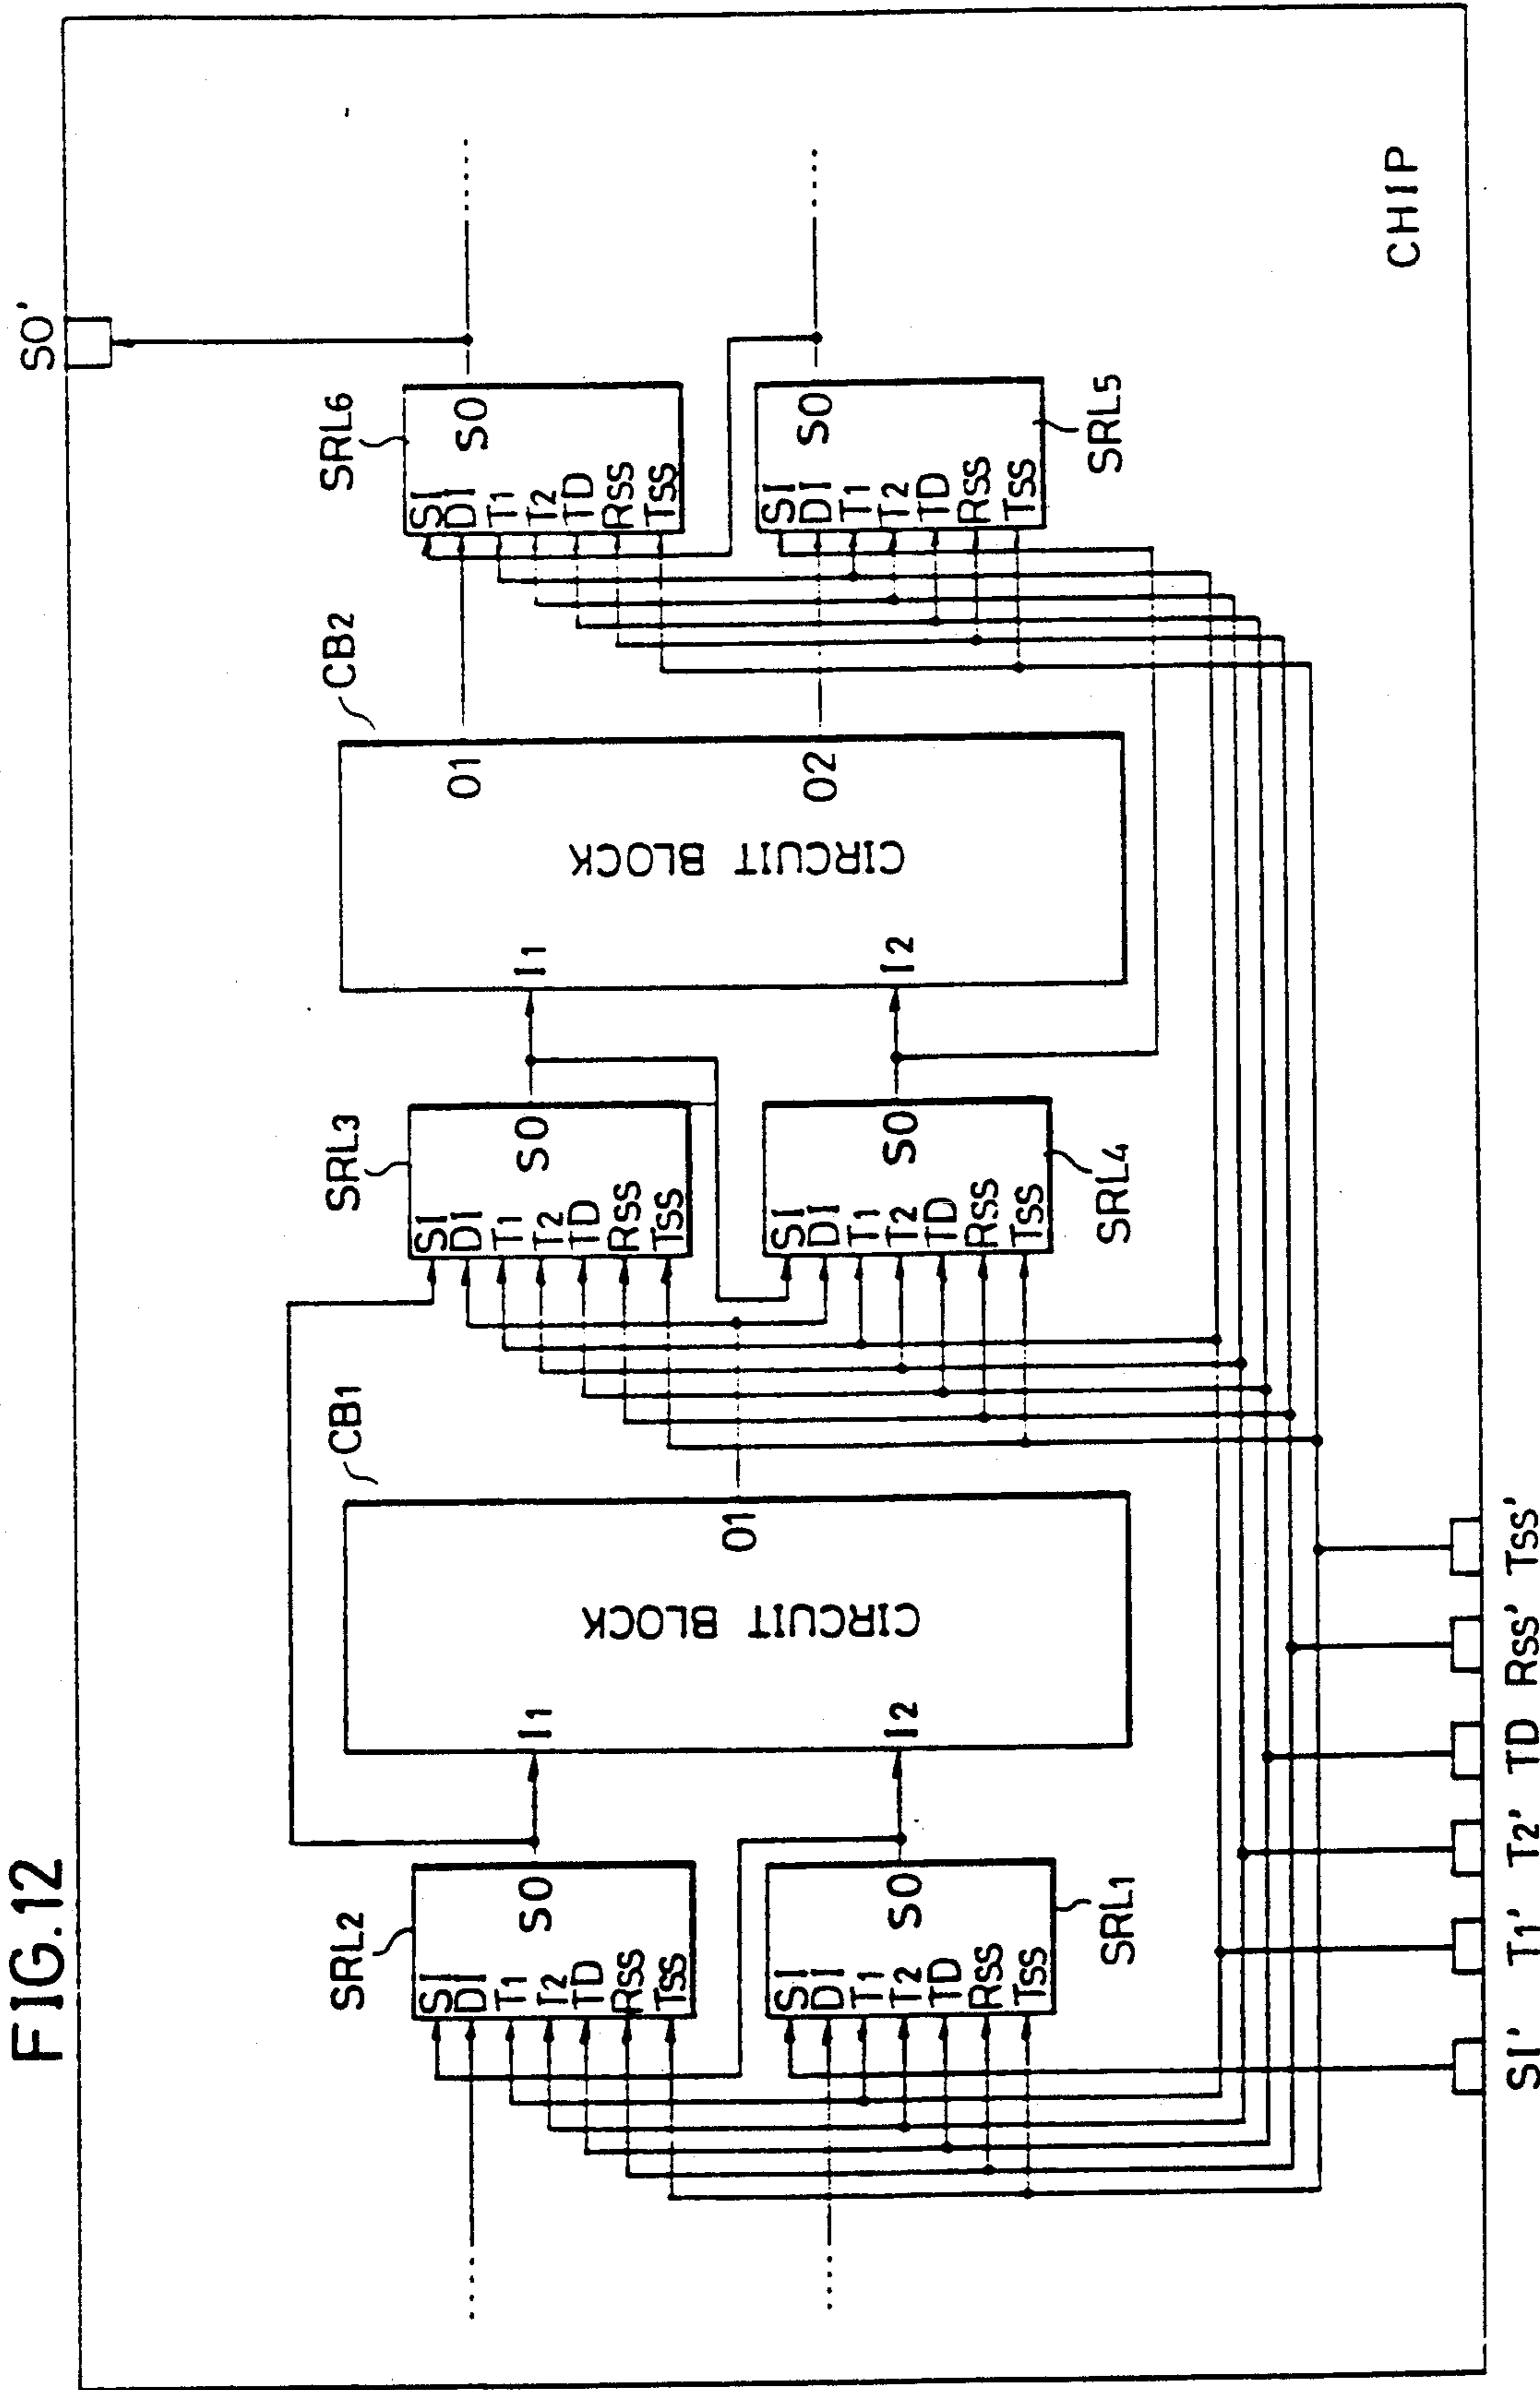 FIG.12
SO'
SRL2
SI
DI
T1
T2
TD
RSS
TSS
SO
SRL1
SI
DI
T1
T2
TD
RSS
TSS
SO
CB1
I1
I2
CIRCUIT BLOCK
O1
SRL3
SI
DI
T1
T2
TD
RSS
TSS
SO
SRL4
SI
DI
T1
T2
TD
RSS
TSS
SO
CB2
I1
I2
CIRCUIT BLOCK
O1
O2
SRL6
SI
DI
T1
T2
TD
RSS
TSS
SO
SRL5
SI
DI
T1
T2
TD
RSS
TSS
SO
CHIP
SI' T1' T2' TD RSS' TSS'